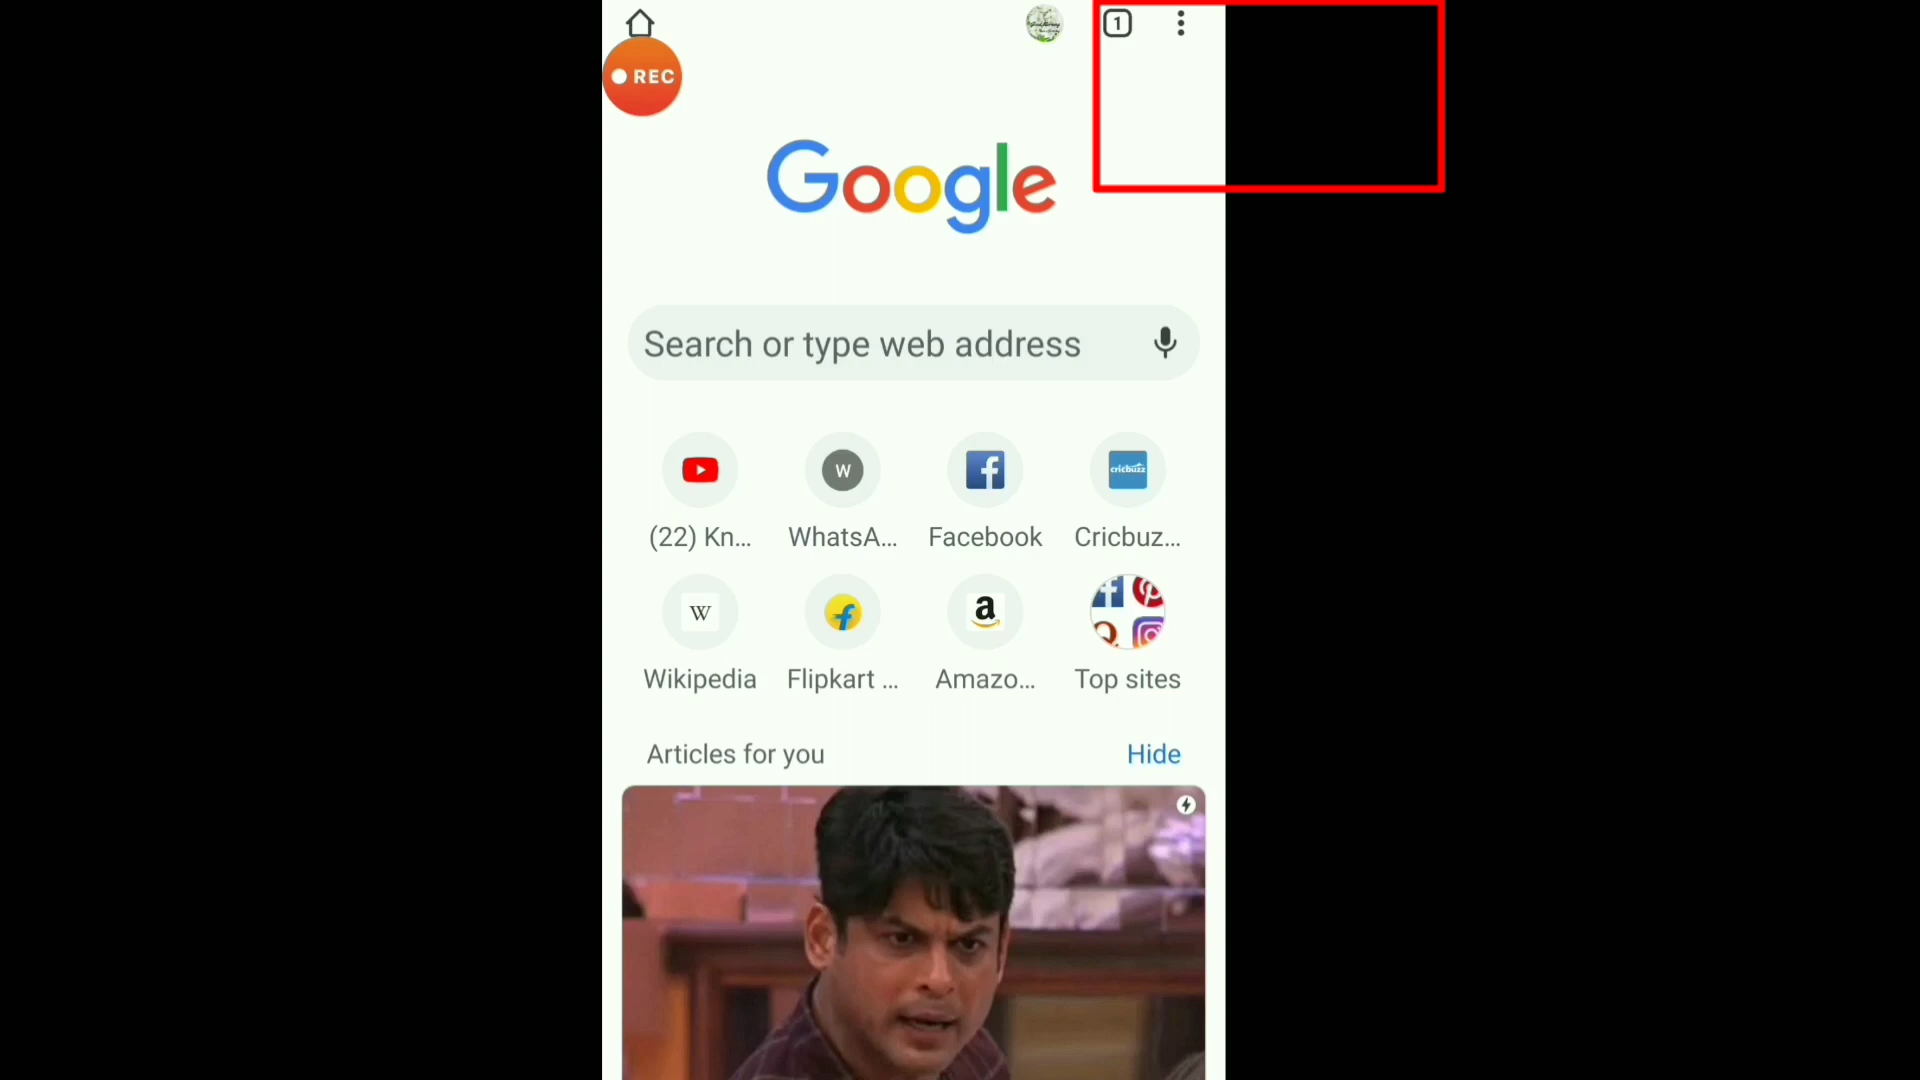 1
REC
Google
Search or type web address
W
cricbuzz
(22) Kn...
WhatsA...
Facebook
Cricbuz...
W
a
Wikipedia
Flipkart ...
Amazo...
Top sites
Articles for you
Hide